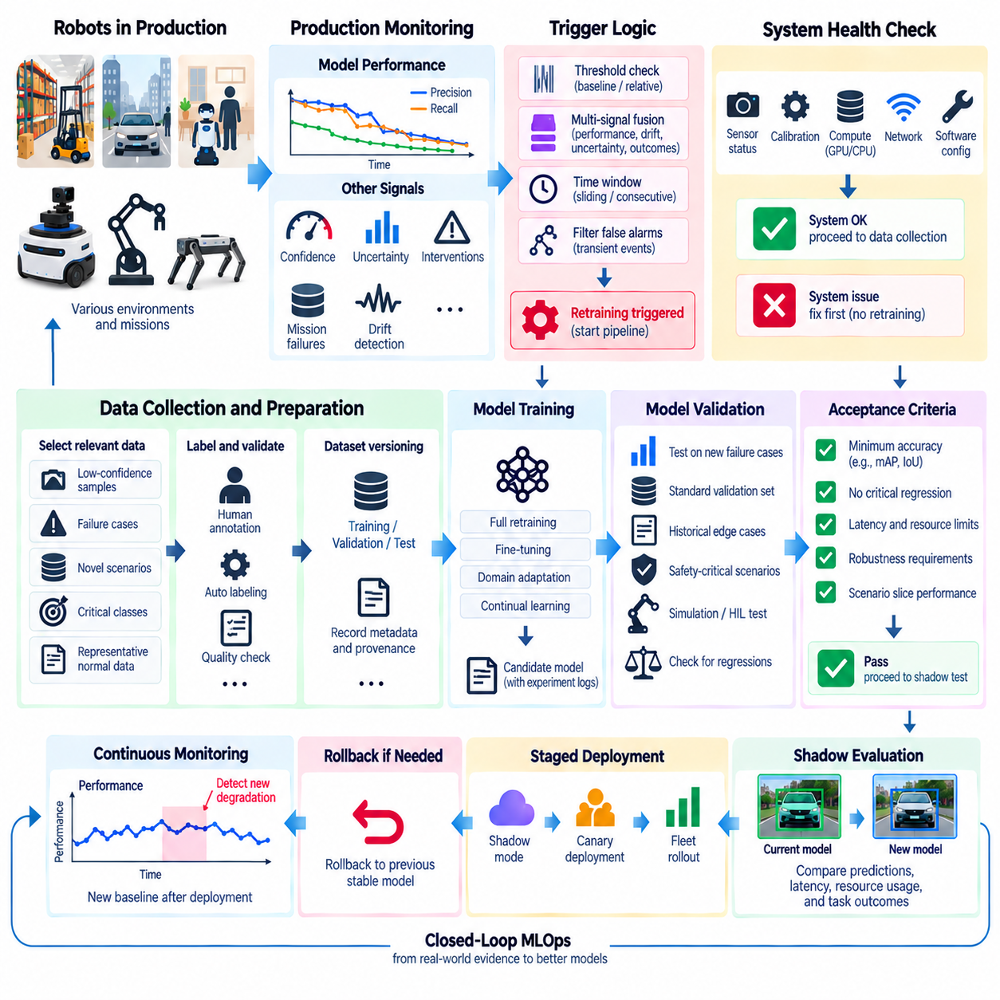 Robots in Production
Various environments
and missions
Production Monitoring
Model Performance
Precision
Recall
Time
Other Signals
Confidence
Uncertainty
Interventions
Mission
failures
Drift
detection
...
Trigger Logic
Threshold check
(baseline / relative)
Multi-signal fusion
(performance, drift,
uncertainty, outcomes)
Time window
(sliding / consecutive)
Filter false alarms
(transient events)
Retraining triggered
(start pipeline)
System Health Check
Sensor
status
Calibration
Compute
(GPU/CPU)
Network
Software
config
System OK
proceed to data collection
System issue
fix first (no retraining)
Data Collection and Preparation
Select relevant data
Low-confidence
samples
Failure cases
Novel scenarios
Critical classes
Representative
normal data
Label and validate
Human
annotation
Auto labeling
Quality check
...
Dataset versioning
Training /
Validation / Test
Record metadata
and provenance
...
Model Training
Full retraining
Fine-tuning
Domain adaptation
Continual learning
Candidate model
(with experiment logs)
Model Validation
Test on new failure cases
Standard validation set
Historical edge cases
Safety-critical scenarios
Simulation / HIL test
Check for regressions
Acceptance Criteria
Minimum accuracy
(e.g., mAP, IoU)
No critical regression
Latency and resource limits
Robustness requirements
Scenario slice performance
Pass
proceed to shadow test
Continuous Monitoring
Performance
Detect new
degradation
Performance
Time
New baseline after deployment
Rollback if Needed
Rollback to previous
stable model
Staged Deployment
Shadow
mode
Canary
deployment
Fleet
rollout
Shadow Evaluation
Current model
New model
Compare predictions,
latency, resource usage,
and task outcomes
Closed-Loop MLOps
from real-world evidence to better models